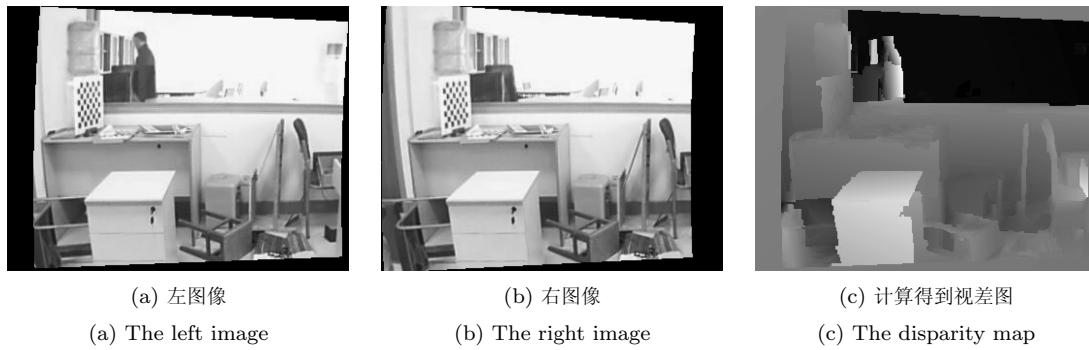 (a) 左图像
(b) 右图像
(c) 计算得到视差图
(a) The left image
(b) The right image
(c) The disparity map